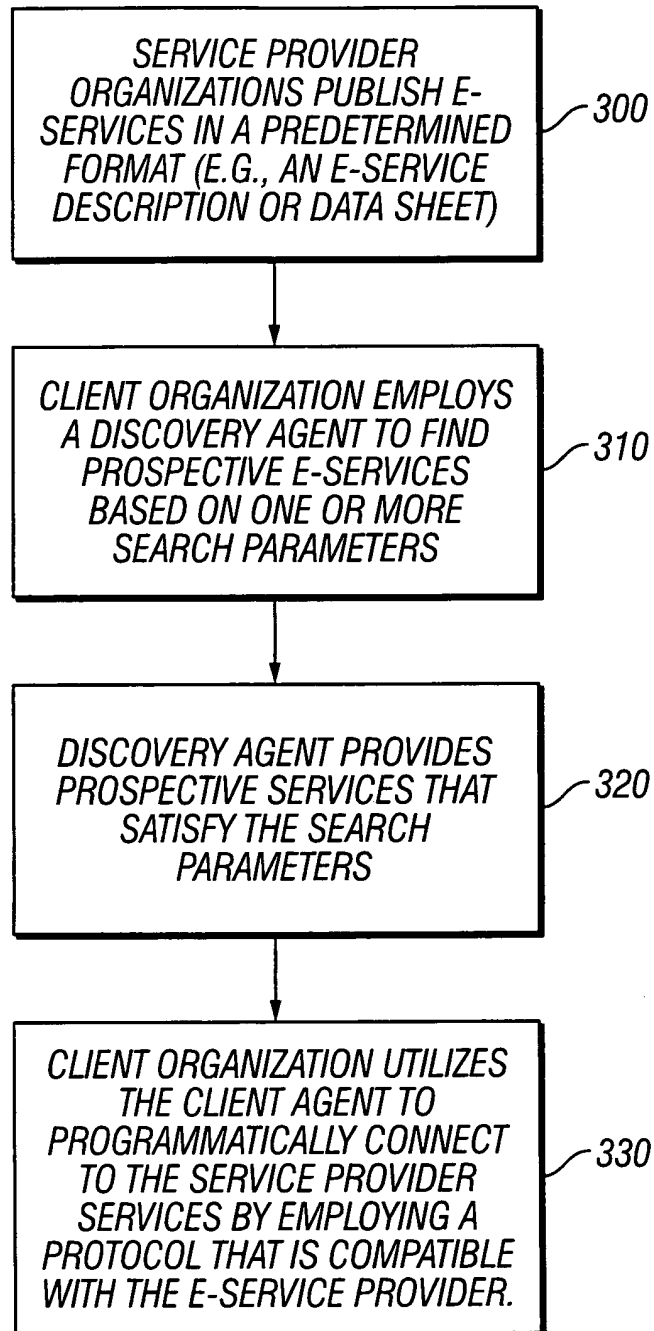 SERVICE PROVIDER
ORGANIZATIONS PUBLISH E-
SERVICES IN A PREDETERMINED
FORMAT (E.G., AN E-SERVICE
DESCRIPTION OR DATA SHEET)
300
CLIENT ORGANIZATION EMPLOYS
A DISCOVERY AGENT TO FIND
PROSPECTIVE E-SERVICES
BASED ON ONE OR MORE
SEARCH PARAMETERS
310
DISCOVERY AGENT PROVIDES
PROSPECTIVE SERVICES THAT
SATISFY THE SEARCH
PARAMETERS
320
CLIENT ORGANIZATION UTILIZES
THE CLIENT AGENT TO
PROGRAMMATICALLY CONNECT
TO THE SERVICE PROVIDER
SERVICES BY EMPLOYING A
PROTOCOL THAT IS COMPATIBLE
WITH THE E-SERVICE PROVIDER.
330